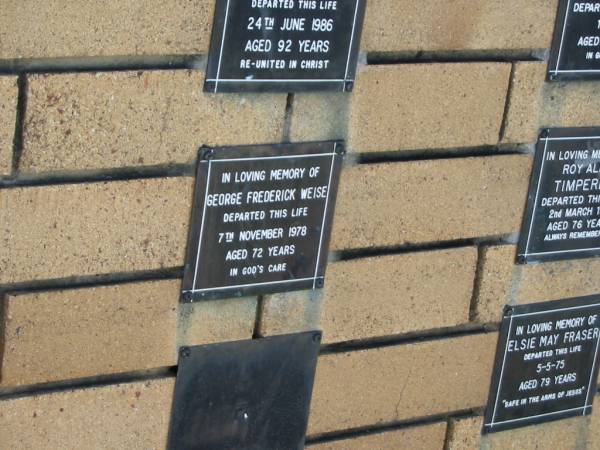 DEPARTED THIS LIFE
24TH JUNE 1986
AGED 92 YEARS
RE-UNITED IN CHRIST
IN LOVING MEMORY OF
GEORGE FREDERICK WEISE
DEPARTED THIS LIFE
7TH NOVEMBER 1978
AGED 72 YEARS
IN GOD'S CARE
AGED
IN
IN LOVING
ROY
DEPARTED
2nd MARCH
AGED 76
ALWAYS
IN LOVING MEMORY OF
ELSIE MAY FRASER
DEPARTED THIS LIFE
5-5-75
AGED 79 YEARS
"SAFE IN THE ARMS OF JESUS"